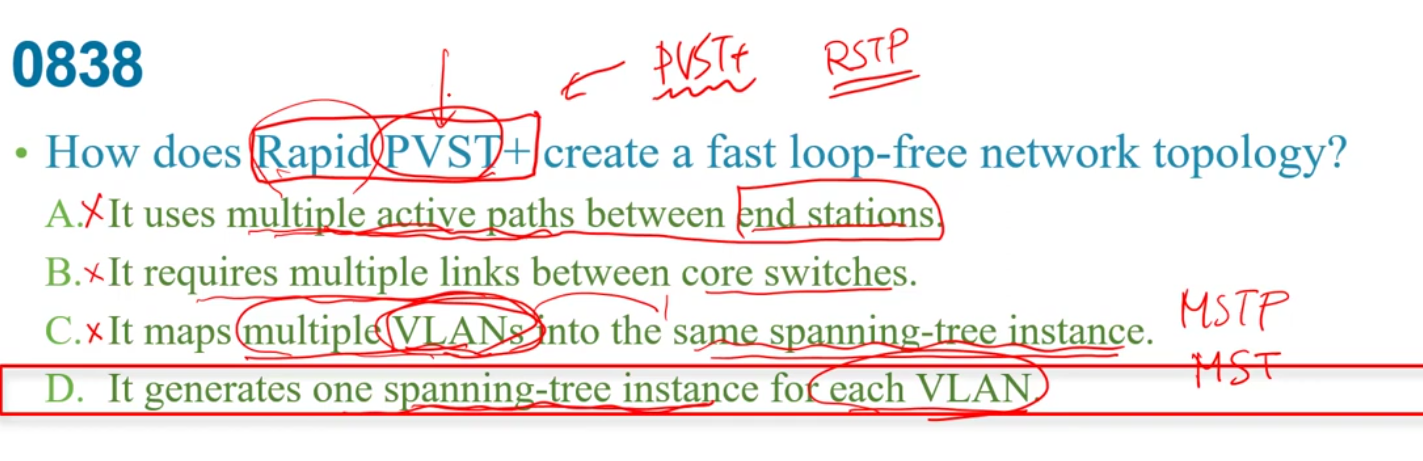 0838
PVST+ RSTP
• How does Rapid PVST+ create a fast loop-free network topology?
A. It uses multiple active paths between end stations.
B. It requires multiple links between core switches.
C. It maps multiple VLANs into the same spanning-tree instance.
MSTP
D. It generates one spanning-tree instance for each VLAN.
MST